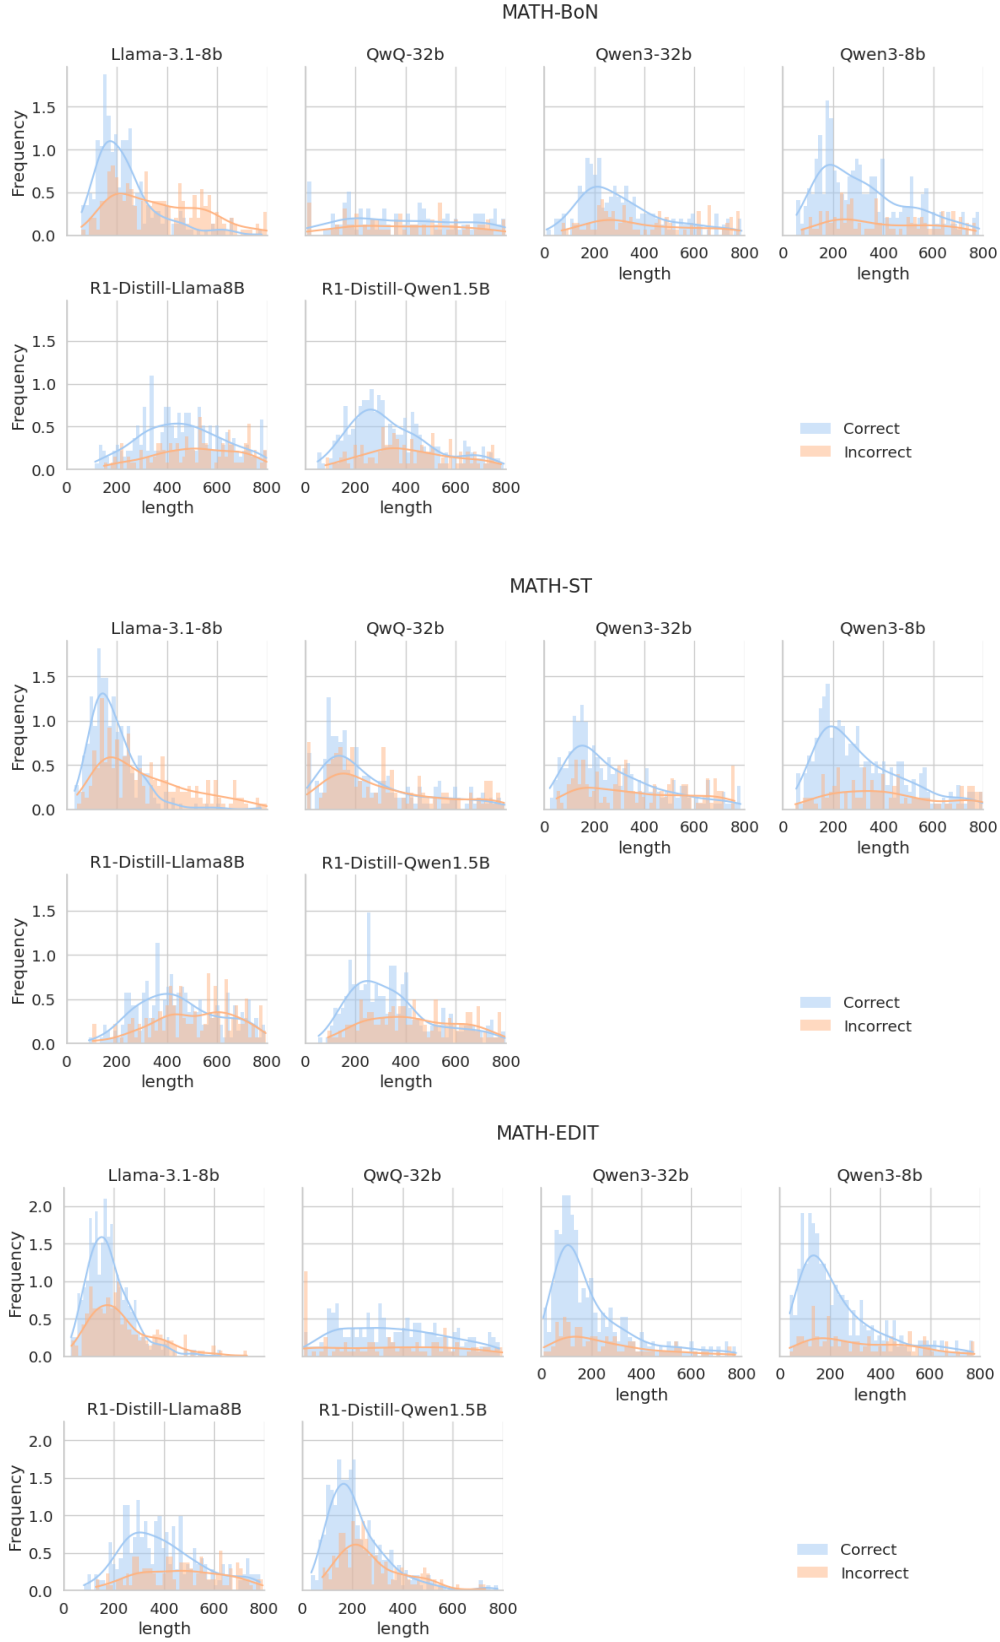 MATH-BoN
Llama-3.1-8b QwQ-32b Qwen3-32b Qwen3-8b
Frequency
1.5
1.0
0.5
0.0
0 200 400 600 800 0 200 400 600 800
length length
R1-Distill-Llama8B R1-Distill-Qwen1.5B
Frequency
1.5
1.0
0.5
0.0
Correct
Incorrect
0 200 400 600 800 0 200 400 600 800
length length
MATH-ST
Llama-3.1-8b QwQ-32b Qwen3-32b Qwen3-8b
Frequency
1.5
1.0
0.5
0.0
0 200 400 600 800 0 200 400 600 800
length length
R1-Distill-Llama8B R1-Distill-Qwen1.5B
Frequency
1.5
1.0
0.5
0.0
Correct
Incorrect
0 200 400 600 800 0 200 400 600 800
length length
MATH-EDIT
Llama-3.1-8b QwQ-32b Qwen3-32b Qwen3-8b
Frequency
2.0
1.5
1.0
0.5
0.0
0 200 400 600 800 0 200 400 600 800
length length
R1-Distill-Llama8B R1-Distill-Qwen1.5B
Frequency
2.0
1.5
1.0
0.5
0.0
Correct
Incorrect
0 200 400 600 800 0 200 400 600 800
length length